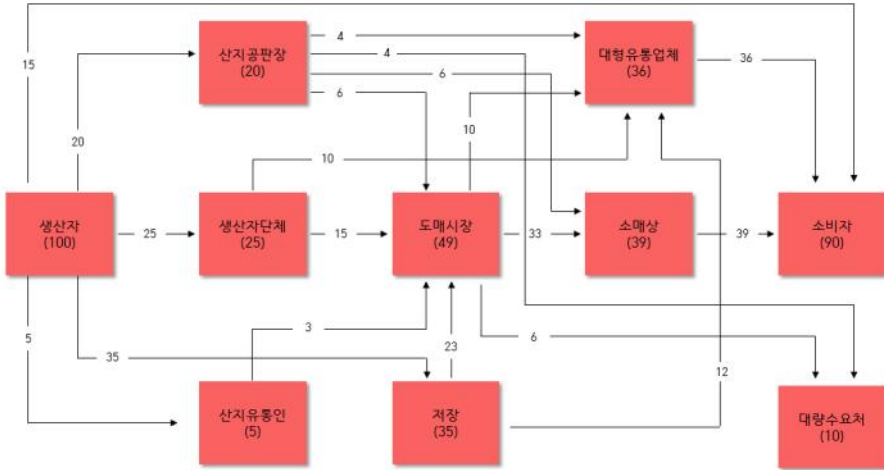 15
4
4
산지공판장
(20)
6
6
대형유통업체
(36)
36
20
10
10
생산자
(100)
25
생산자단체
(25)
15
도매시장
(49)
33
소매상
(39)
39
소비자
(90)
5
3
6
35
23
12
산지유통인
(5)
저장
(35)
대량수요처
(10)